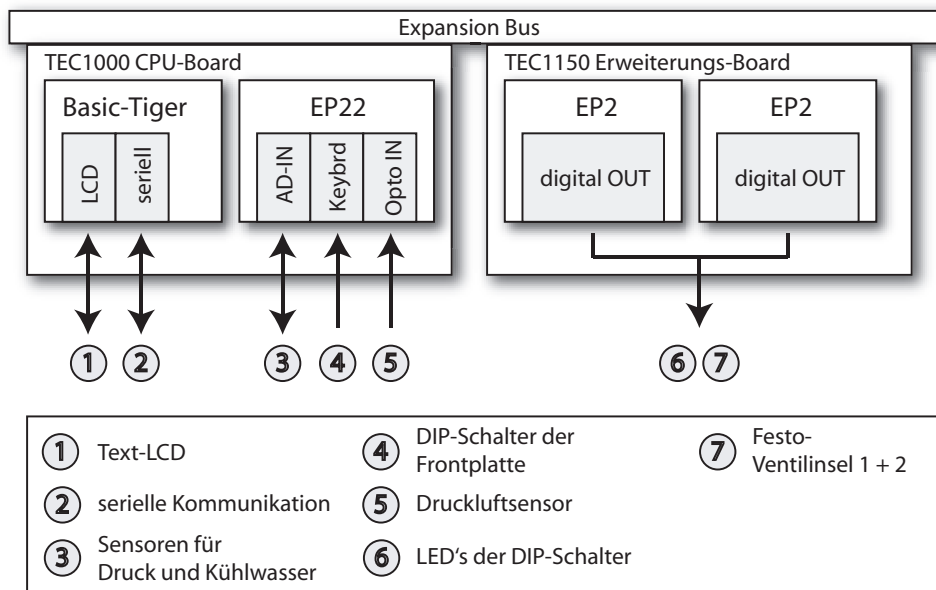 Expansion Bus
TEC1000 CPU-Board
TEC1150 Erweiterungs-Board
Basic-Tiger
EP22
EP2
EP2
LCD
seriell
AD-IN
Keybrd
Opto IN
digital OUT
digital OUT
1
2
3
4
5
6
7
1 Text-LCD
2 serielle Kommunikation
3 Sensoren für
Druck und Kühlwasser
4 DIP-Schalter der
Frontplatte
5 Druckluftsensor
6 LED's der DIP-Schalter
7 Festo-
Ventilinsel 1 + 2